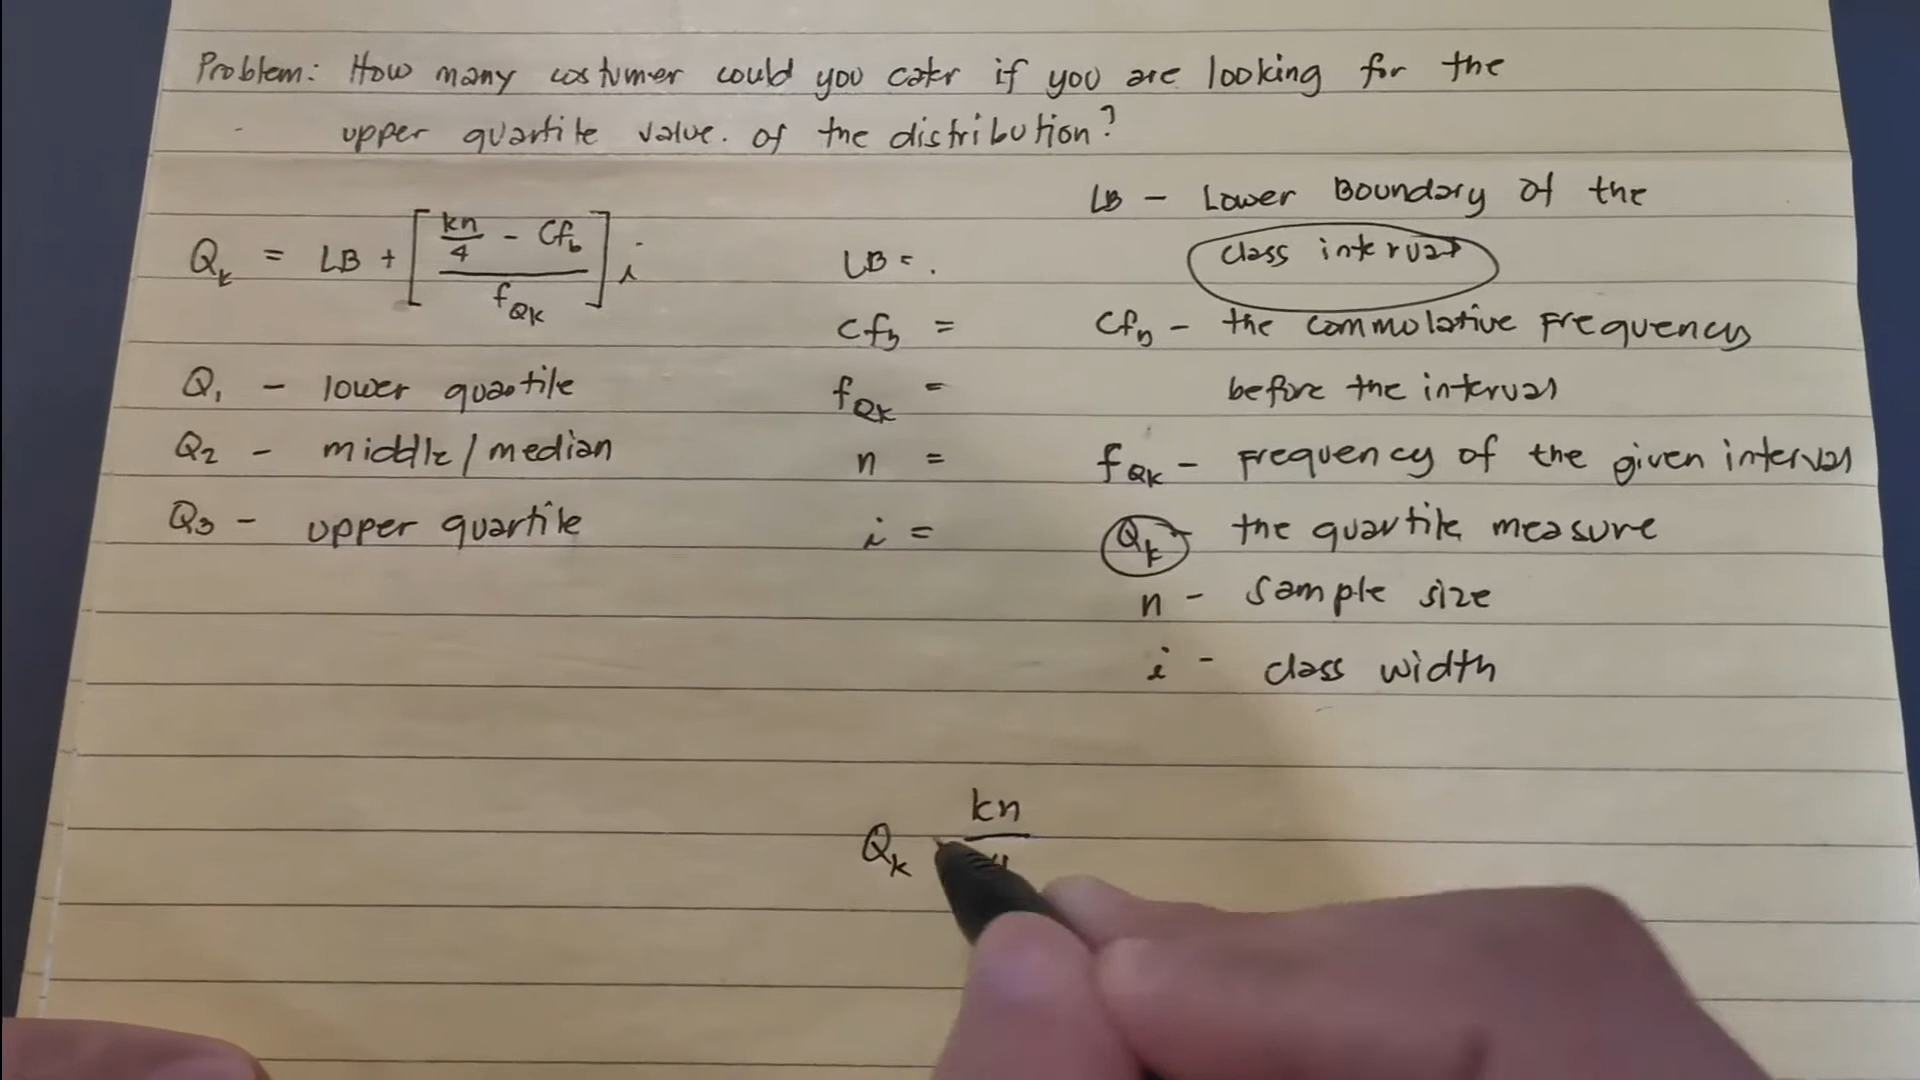 Problem: How many costumer could you cater if you are looking for the
upper quartile value. of the distribution?
Qk = LB + [ kn/4 - Cfb / fQk ] i
Q1 - lower quartile
Q2 - middle / median
Q3 - upper quartile
LB = .
Cfb =
fQk =
n =
i =
LB - Lower Boundary of the
class interval
Cfb - the commolative Frequency
before the interval
fQk - Frequency of the given interval
Qk - the quartile measure
n - sample size
i - class width
Qk kn